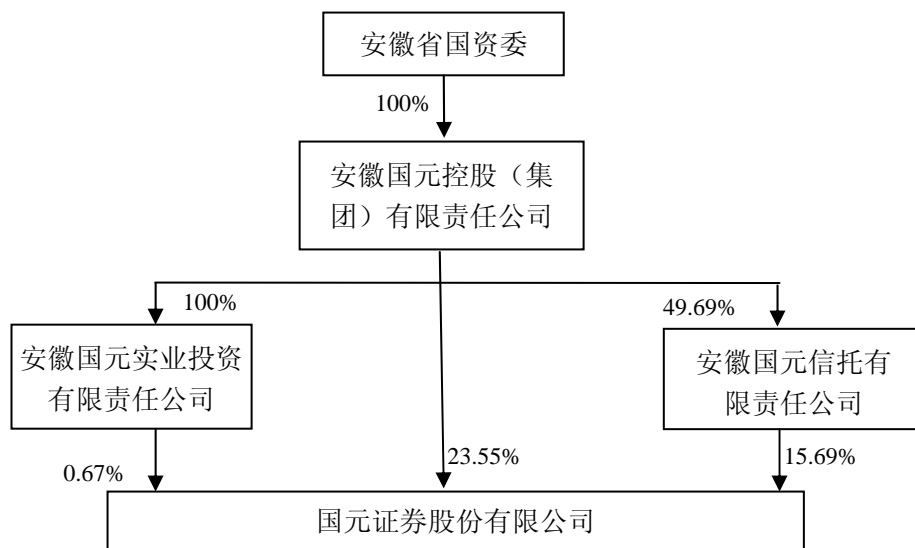 安徽省国资委
100%
安徽国元控股（集
团）有限责任公司
100%
49.69%
安徽国元实业投资
有限责任公司
安徽国元信托有
限责任公司
0.67%
23.55%
15.69%
国元证券股份有限公司